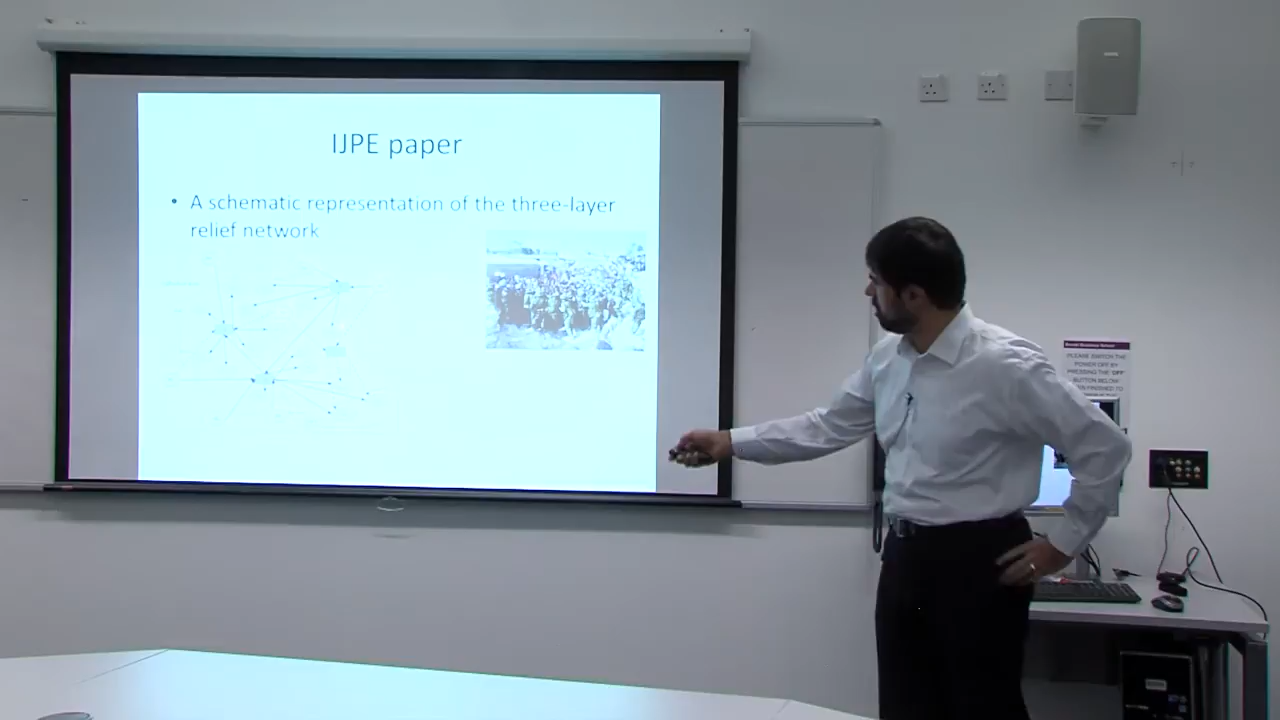 IJPE paper
• A schematic representation of the three-layer
relief network
PLEASE SWITCH THE
POWER OFF BY
PRESSING THE 'OFF'
BUTTON BELOW